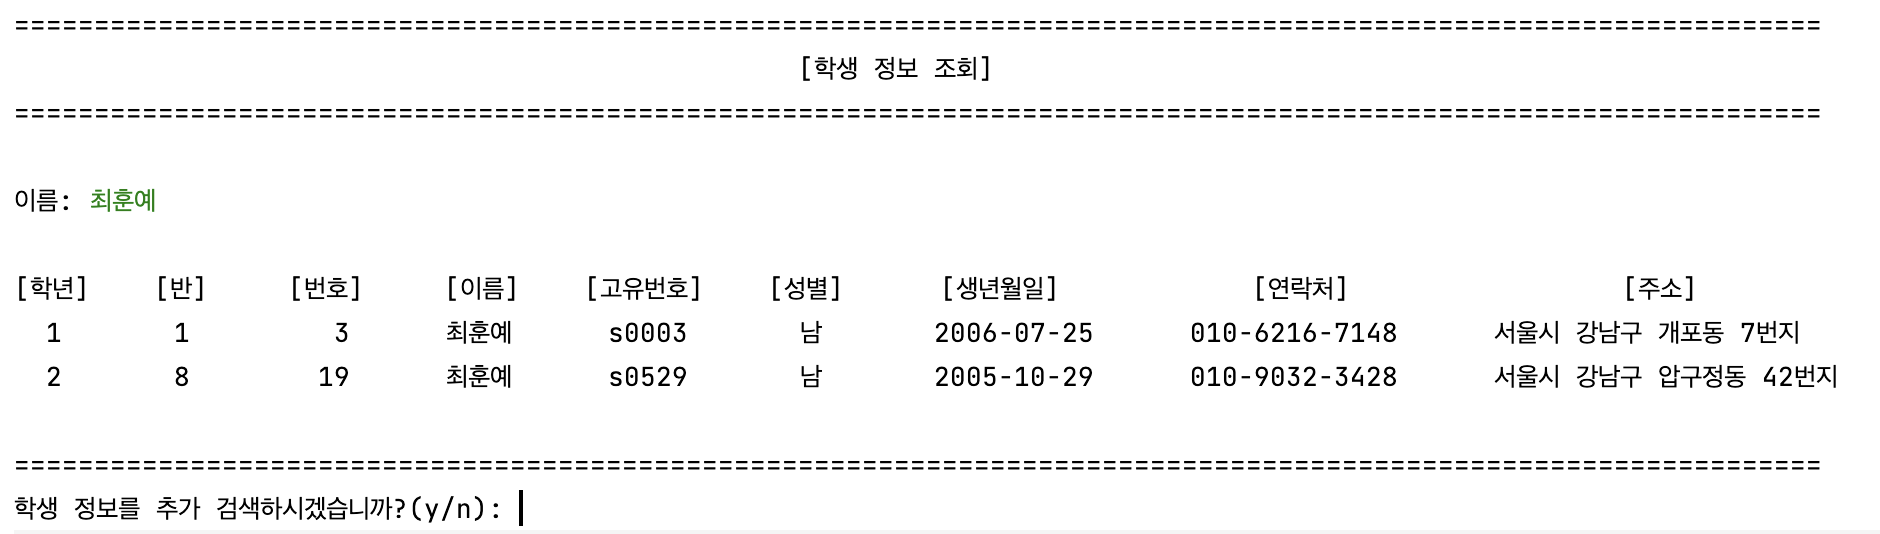 =================================================================================================================
[학생 정보 조회]
=================================================================================================================
이름: 최훈예
[학년] [반] [번호] [이름] [고유번호] [성별] [생년월일] [연락처] [주소]
1 1 3 최훈예 s0003 남 2006-07-25 010-6216-7148 서울시 강남구 개포동 7번지
2 8 19 최훈예 s0529 남 2005-10-29 010-9032-3428 서울시 강남구 압구정동 42번지
=================================================================================================================
학생 정보를 추가 검색하시겠습니까?(y/n):